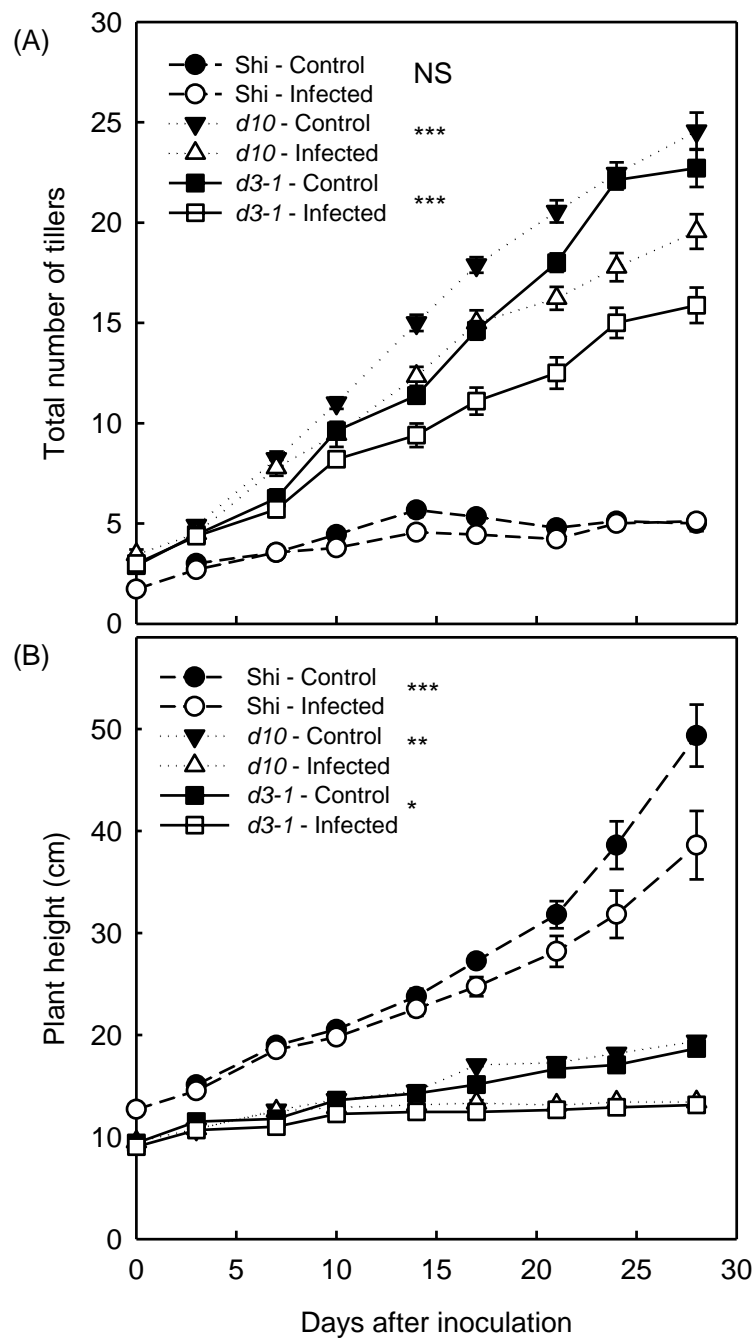 (A)
30
25
20
15
10
5
0
Total number of tillers
Shi - Control
Shi - Infected
NS
d10 - Control
d10 - Infected
***
d3-1 - Control
d3-1 - Infected
***
(B)
50
40
30
20
10
0
Plant height (cm)
Shi - Control
Shi - Infected
***
d10 - Control
d10 - Infected
**
d3-1 - Control
d3-1 - Infected
*
0 5 10 15 20 25 30
Days after inoculation